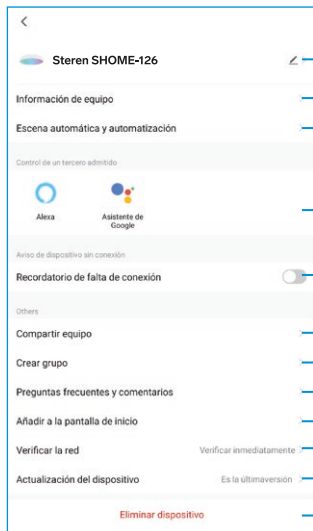 Steren SHOME-126
Información de equipo
Escena automática y automatización
Control de un tercero admitido
Alexa
Asistente de
Google
Aviso de dispositivo sin conexión
Recordatorio de falta de conexión
Others
Compartir equipo
Crear grupo
Preguntas frecuentes y comentarios
Añadir a la pantalla de inicio
Verificar la red Verificar inmediatamente
Actualización del dispositivo Es la últimaversión
Eliminar dispositivo